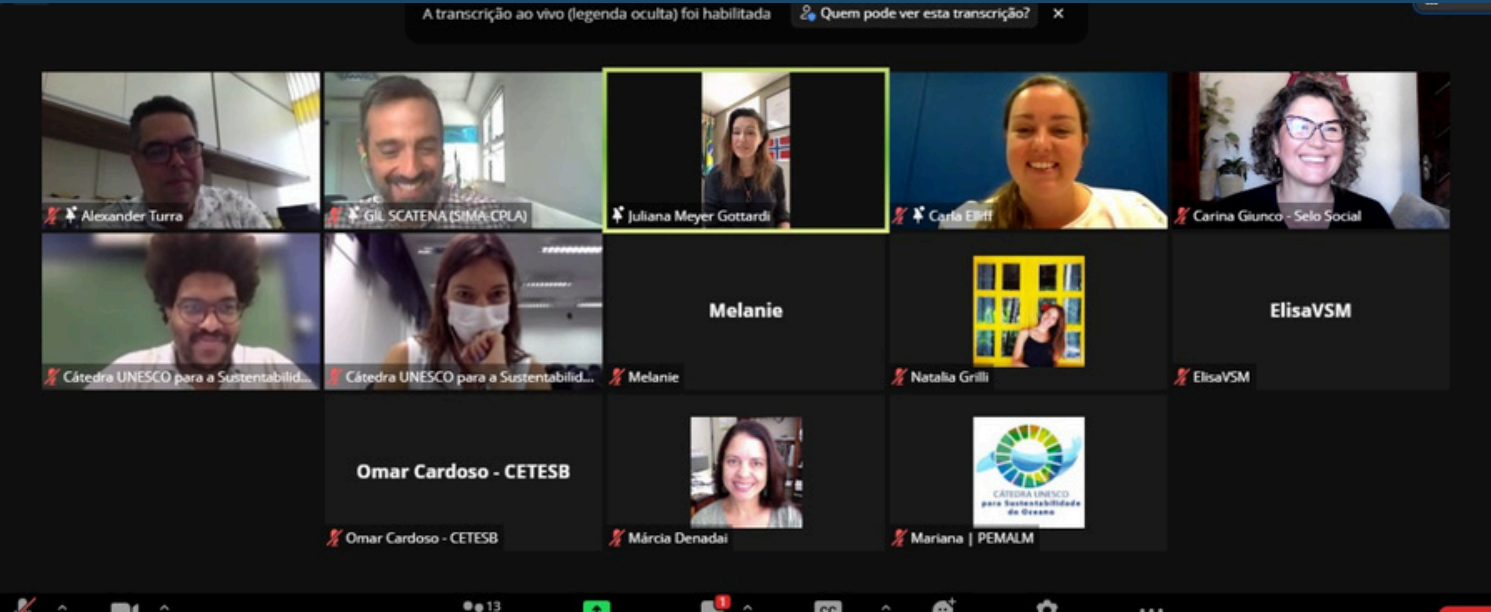 A transcrição ao vivo (legenda oculta) foi habilitada
Quem pode ver esta transcrição?
Alexander Turra
GIL SCATENA (SIMA-CPLA)
Juliana Meyer Gottardi
Carla Elliff
Carina Giunco - Selo Social
Cátedra UNESCO para a Sustentabilid...
Cátedra UNESCO para a Sustentabilid...
Melanie
Melanie
Natalia Grilli
ElisaVSM
ElisaVSM
Omar Cardoso - CETESB
Omar Cardoso - CETESB
Márcia Denadai
CÁTEDRA UNESCO
para Sustentabilidade
do Oceano
Mariana | PEMALM
13
1
CC